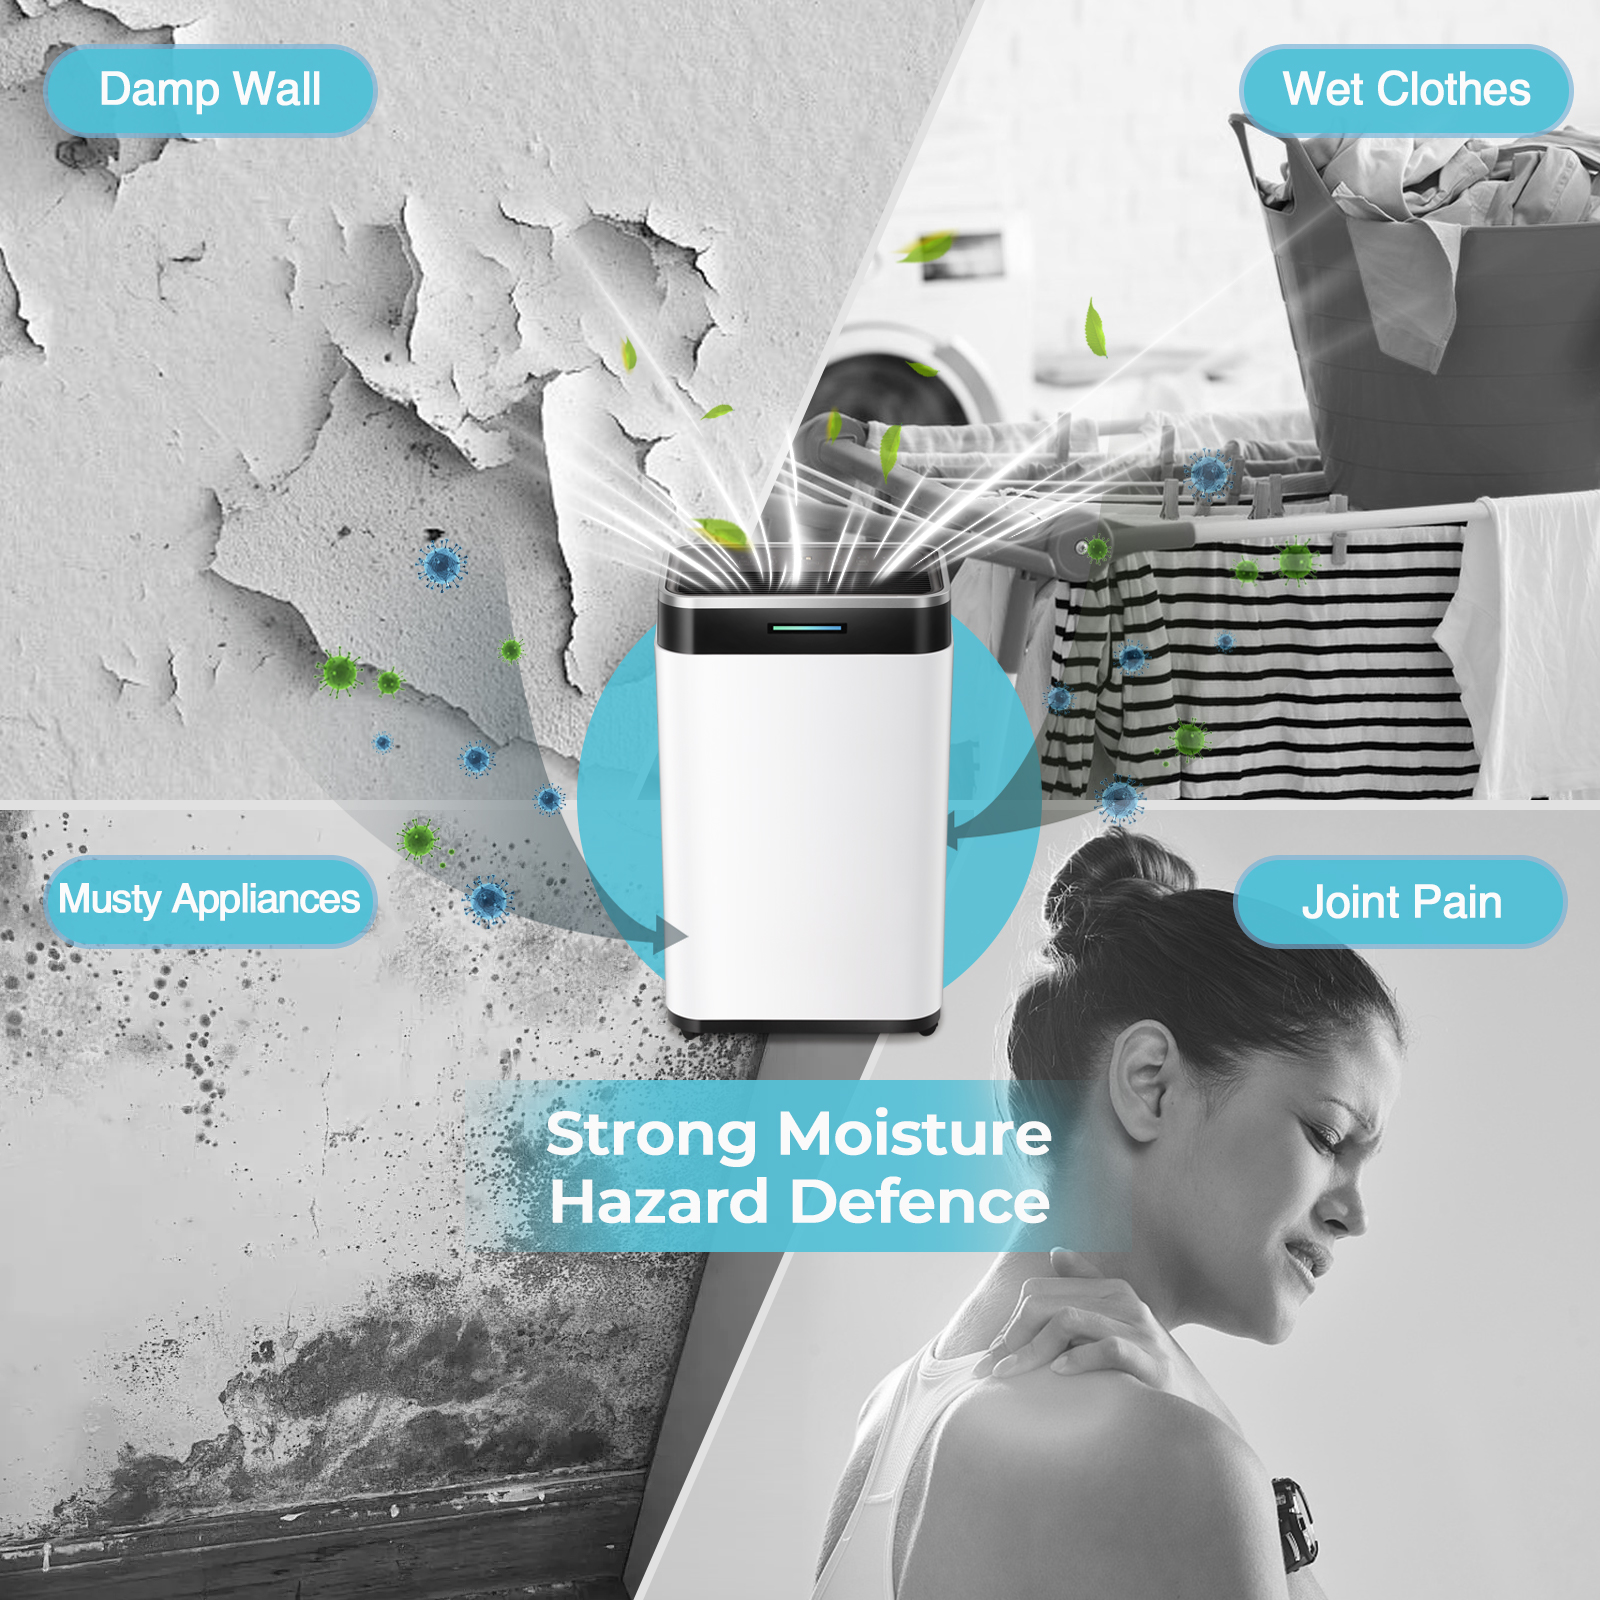 Damp Wall
Wet Clothes
Musty Appliances
Joint Pain
Strong Moisture
Hazard Defence